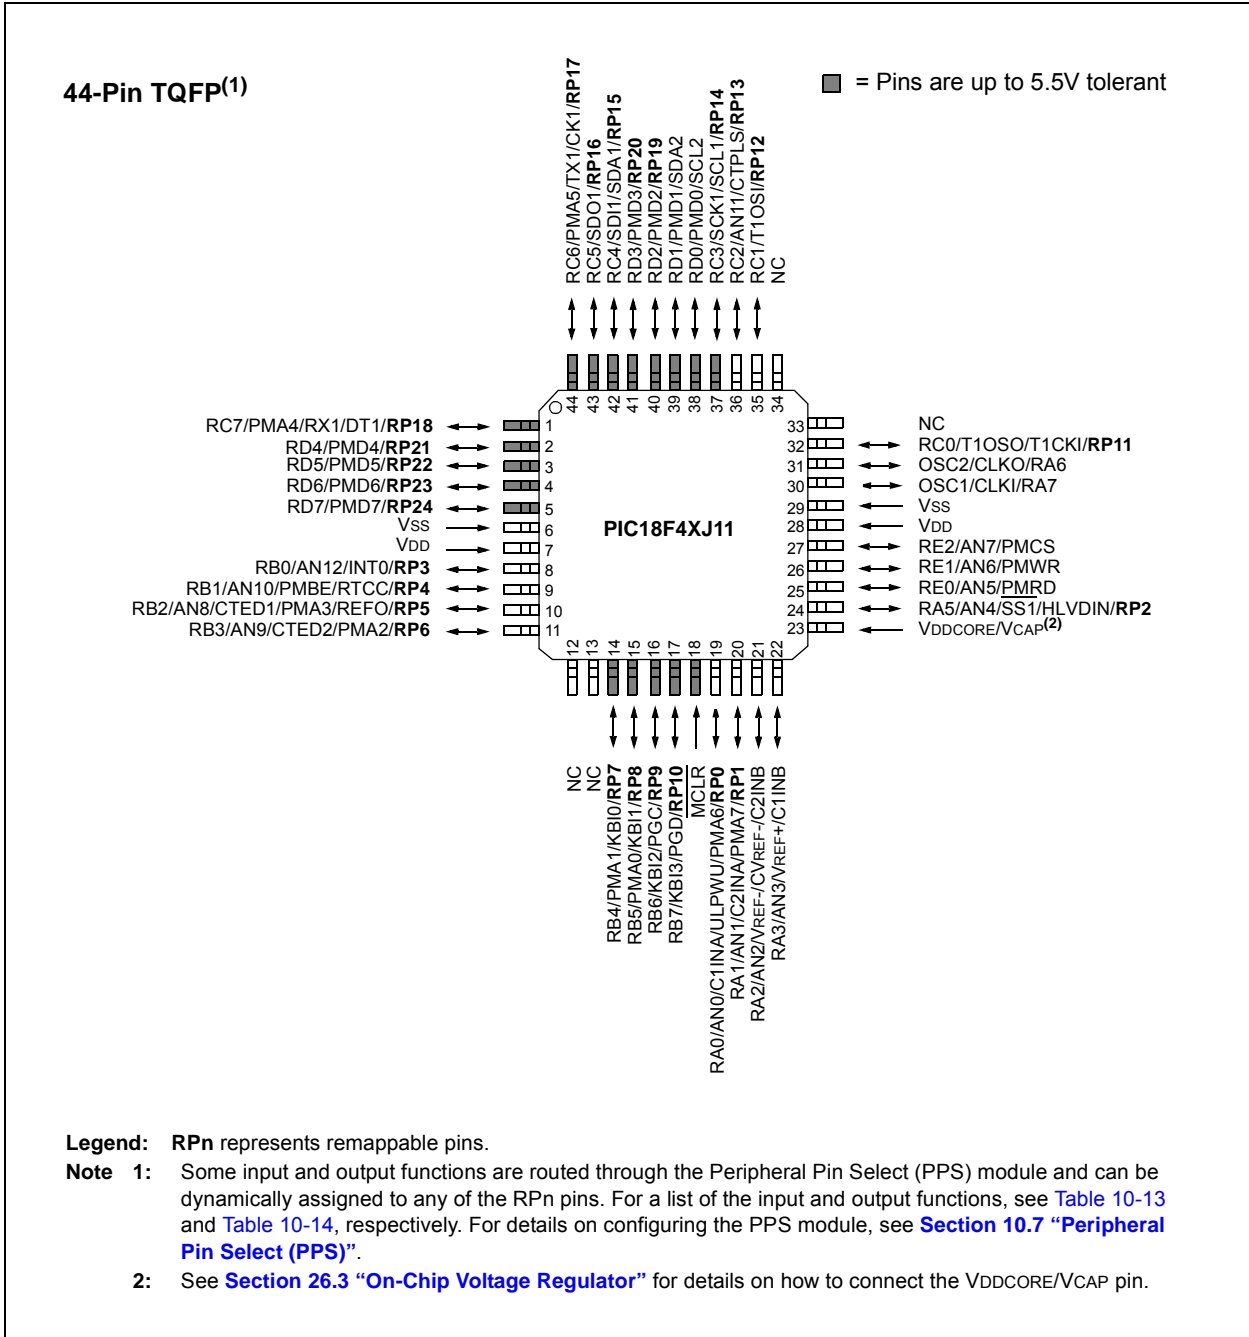 44-Pin TQFP(1)
= Pins are up to 5.5V tolerant
RC6/PMA5/TX1/CK1/RP17
RC5/SDO1/RP16
RC4/SDI1/SDA1/RP15
RD3/PMD3/RP20
RD2/PMD2/RP19
RD1/PMD1/SDA2
RD0/PMD0/SCL2
RC3/SCK1/SCL1/RP14
RC2/AN11/CTPLS/RP13
RC1/T1OSI/RP12
NC
44 43 42 41 40 39 38 37 36 35 34
RC7/PMA4/RX1/DT1/RP18 1
RD4/PMD4/RP21 2
RD5/PMD5/RP22 3
RD6/PMD6/RP23 4
RD7/PMD7/RP24 5
VSS 6
VDD 7
RB0/AN12/INT0/RP3 8
RB1/AN10/PMBE/RTCC/RP4 9
RB2/AN8/CTED1/PMA3/REFO/RP5 10
RB3/AN9/CTED2/PMA2/RP6 11
PIC18F4XJ11
33 NC
32 RC0/T1OSO/T1CKI/RP11
31 OSC2/CLKO/RA6
30 OSC1/CLKI/RA7
29 VSS
28 VDD
27 RE2/AN7/PMCS
26 RE1/AN6/PMWR
25 RE0/AN5/PMRD
24 RA5/AN4/SS1/HLVDIN/RP2
23 VDDCORE/VCAP(2)
12 13 14 15 16 17 18 19 20 21 22
NC
NC
RB4/PMA1/KBI0/RP7
RB5/PMA0/KBI1/RP8
RB6/KBI2/PGC/RP9
RB7/KBI3/PGD/RP10
MCLR
RA0/AN0/C1INA/ULPWU/PMA6/RP0
RA1/AN1/C2INA/PMA7/RP1
RA2/AN2/VREF-/CVREF-/C2INB
RA3/AN3/VREF+/C1INB
Legend: RPn represents remappable pins.
Note 1: Some input and output functions are routed through the Peripheral Pin Select (PPS) module and can be
dynamically assigned to any of the RPn pins. For a list of the input and output functions, see Table 10-13
and Table 10-14, respectively. For details on configuring the PPS module, see Section 10.7 “Peripheral
Pin Select (PPS)”.
2: See Section 26.3 “On-Chip Voltage Regulator” for details on how to connect the VDDCORE/VCAP pin.